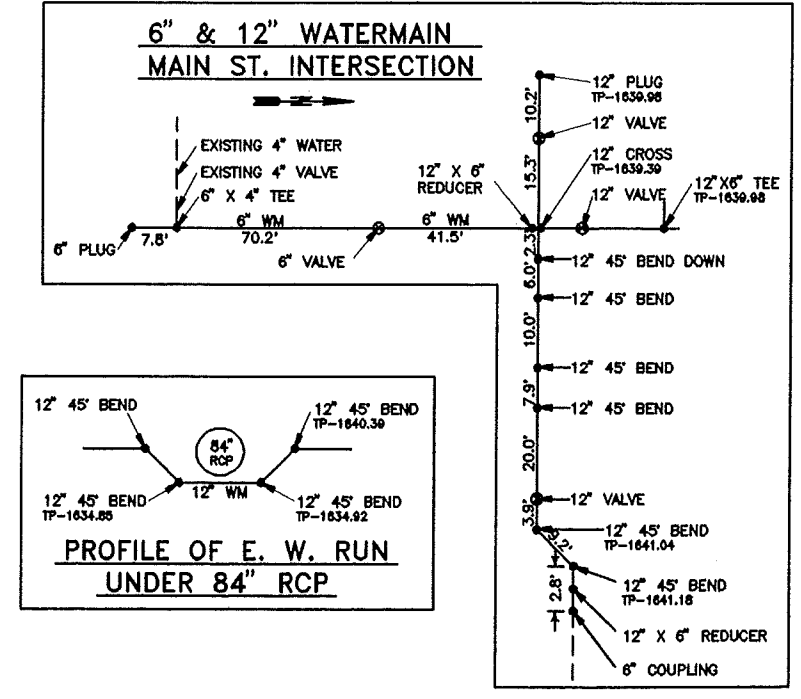 6" & 12" WATERMAIN
MAIN ST. INTERSECTION
N
EXISTING 4" WATER
EXISTING 4" VALVE
6" X 4" TEE
6" PLUG
7.8'
6" WM
70.2'
6" VALVE
6" WM
41.5'
12" X 6"
REDUCER
10.2'
12" PLUG
TP-1639.96
12" VALVE
15.3'
12" CROSS
TP-1639.39
12" VALVE
12"X6" TEE
TP-1639.98
2.3'
12" 45° BEND DOWN
6.0'
12" 45° BEND
10.0'
12" 45° BEND
7.9'
12" 45° BEND
20.0'
12" VALVE
3.9'
12" 45° BEND
TP-1641.04
9.2'
12" 45° BEND
TP-1641.18
2.8'
12" X 6" REDUCER
6" COUPLING
12" 45° BEND
84"
RCP
12" 45° BEND
TP-1640.39
12" 45° BEND
TP-1634.85
12" WM
12" 45° BEND
TP-1634.92
PROFILE OF E. W. RUN
UNDER 84" RCP